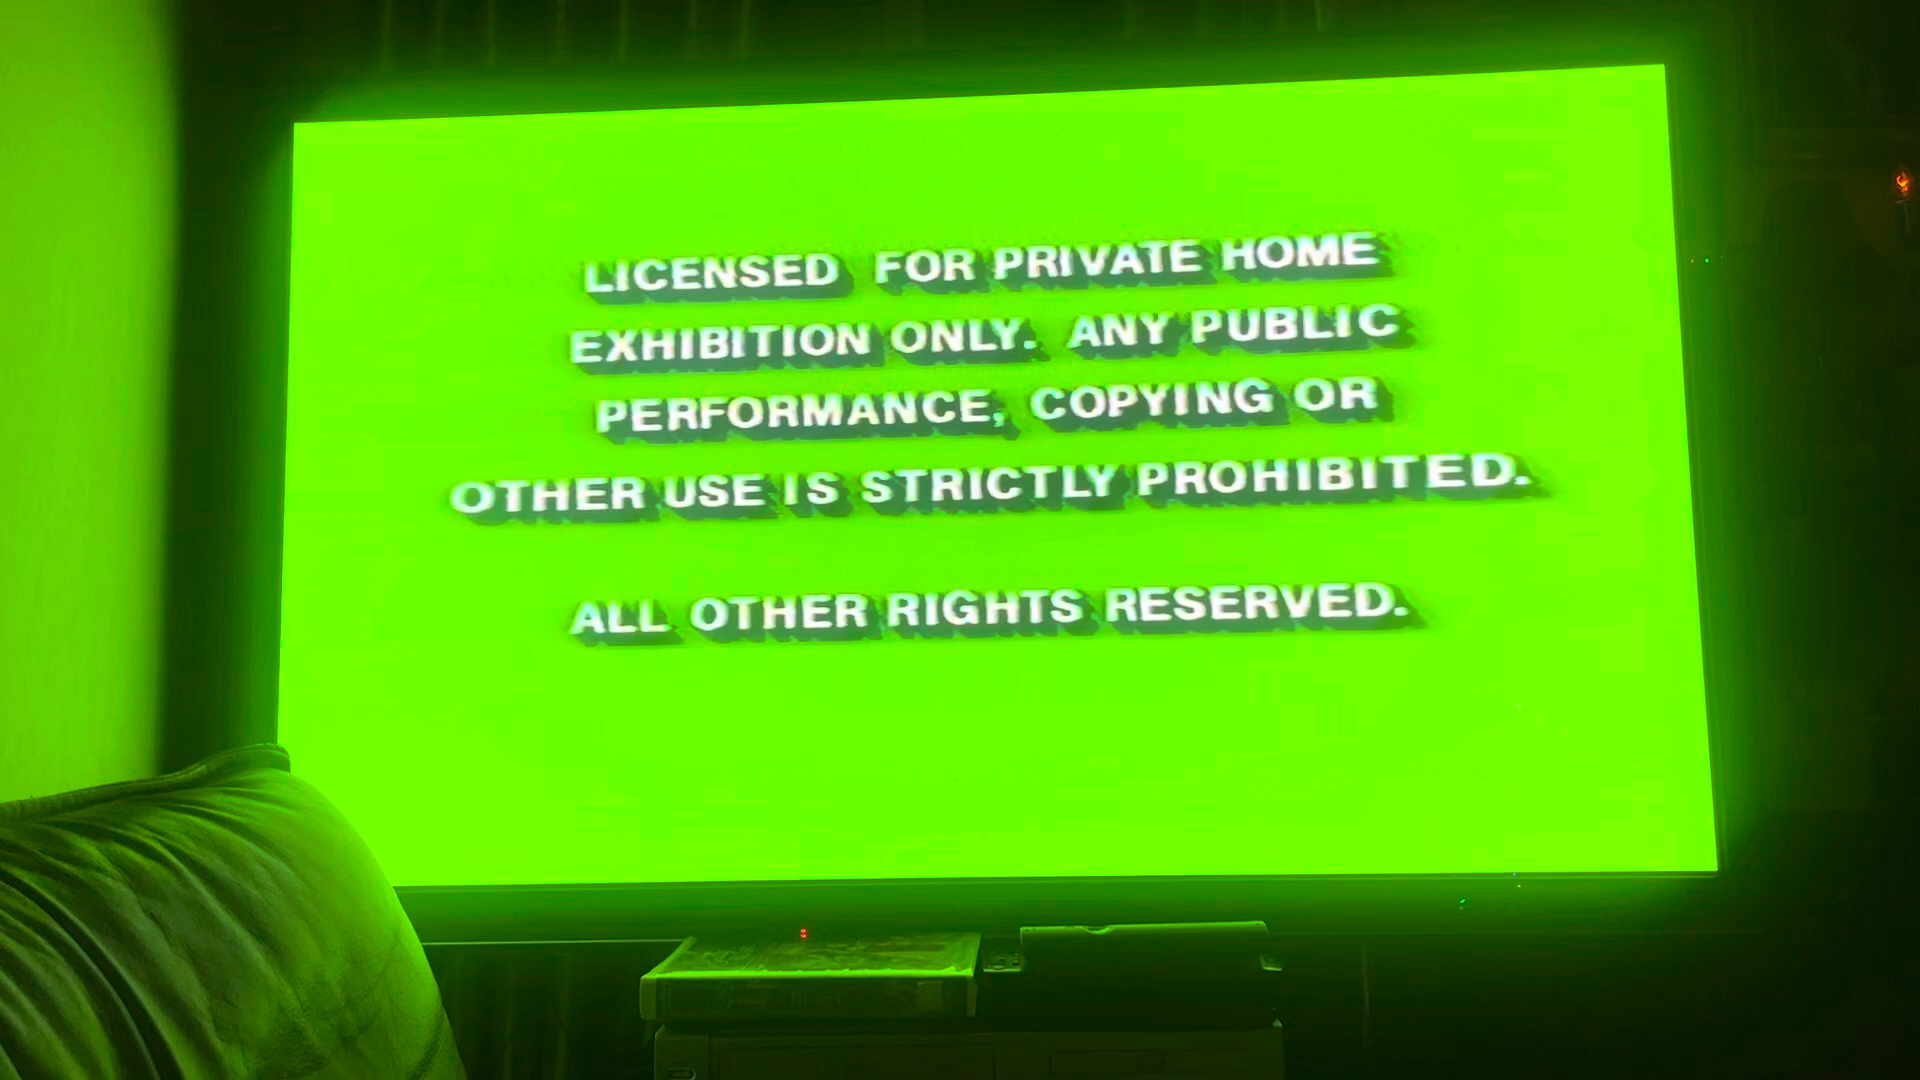 LICENSED FOR PRIVATE HOME
EXHIBITION ONLY. ANY PUBLIC
PERFORMANCE, COPYING OR
OTHER USE IS STRICTLY PROHIBITED.
ALL OTHER RIGHTS RESERVED.